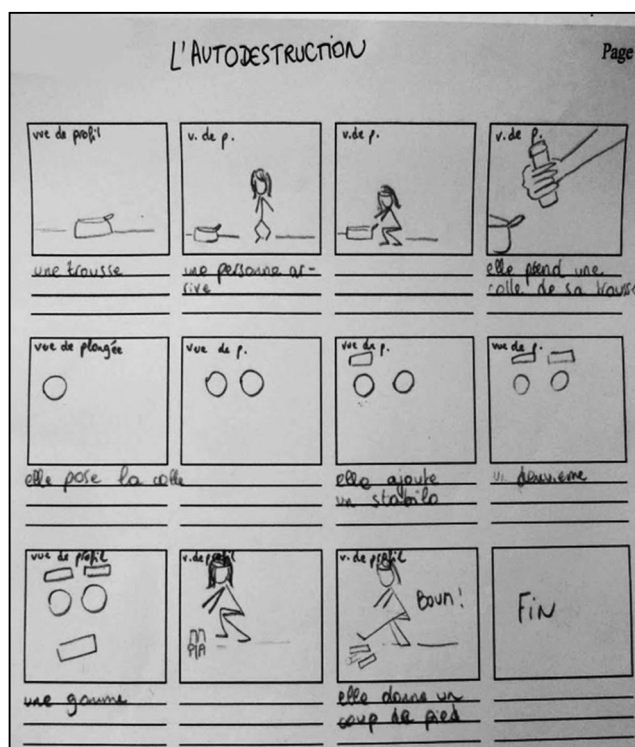 L'AUTODESTRUCTION
Page
vue de profil
v. de p.
v. de p.
v. de p.
une trousse
une personne ar-
rive
elle prend une
colle de sa trousse
vue de plongée
vue de p.
vue de p.
vue de p.
elle pose la colle
elle ajoute
un stabilo
deuxieme
vue de profil
v. de profil
v. de profil
Boum!
FIN
une gomme
elle donne un
coup de pied